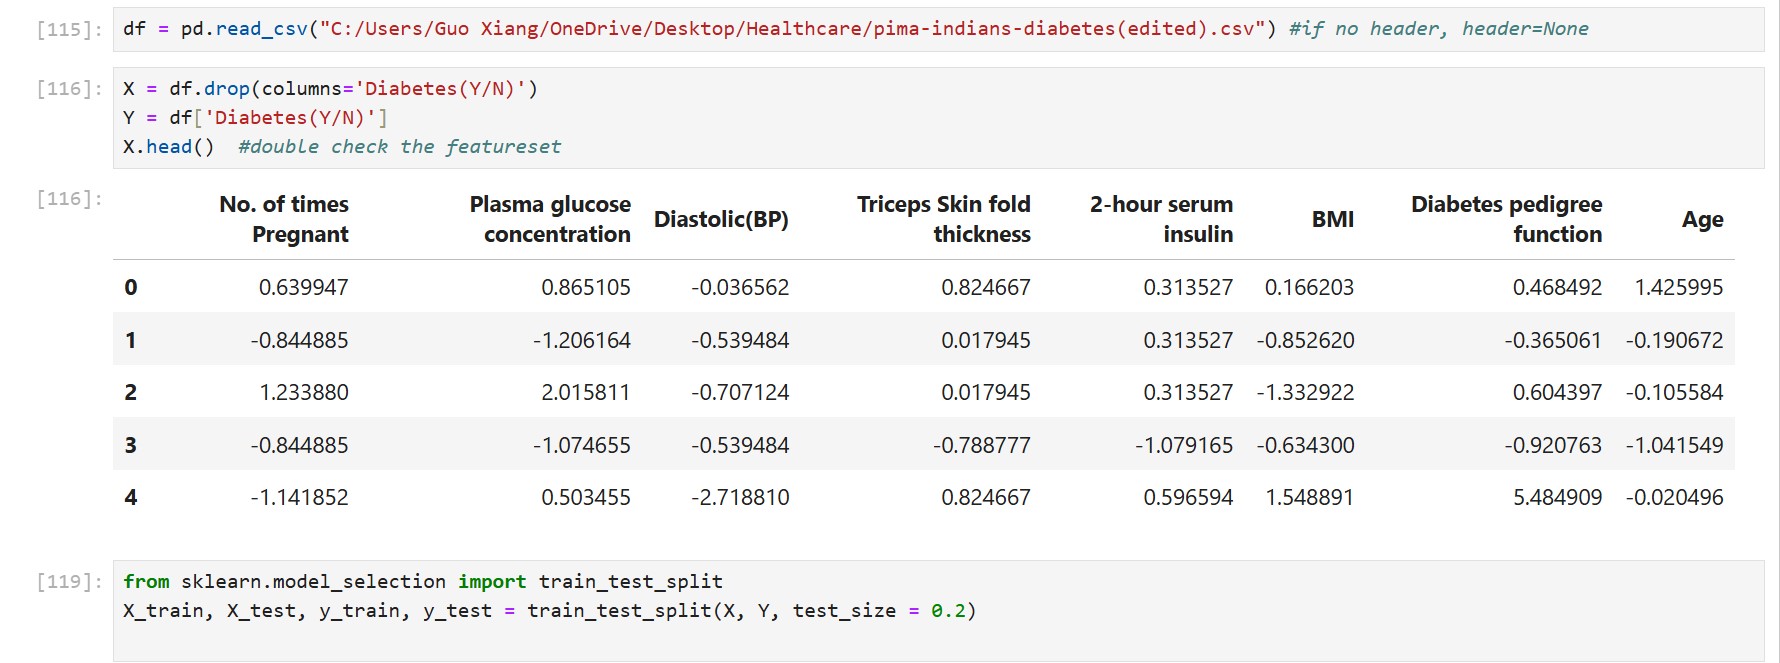 [115]: df = pd.read_csv("C:/Users/Guo Xiang/OneDrive/Desktop/Healthcare/pima-indians-diabetes(edited).csv") #if no header, header=None
[116]: X = df.drop(columns='Diabetes(Y/N)')
Y = df['Diabetes(Y/N)']
X.head()  #double check the featureset
[116]:
No. of times Pregnant Plasma glucose concentration Diastolic(BP) Triceps Skin fold thickness 2-hour serum insulin BMI Diabetes pedigree function Age
0 0.639947 0.865105 -0.036562 0.824667 0.313527 0.166203 0.468492 1.425995
1 -0.844885 -1.206164 -0.539484 0.017945 0.313527 -0.852620 -0.365061 -0.190672
2 1.233880 2.015811 -0.707124 0.017945 0.313527 -1.332922 0.604397 -0.105584
3 -0.844885 -1.074655 -0.539484 -0.788777 -1.079165 -0.634300 -0.920763 -1.041549
4 -1.141852 0.503455 -2.718810 0.824667 0.596594 1.548891 5.484909 -0.020496
[119]: from sklearn.model_selection import train_test_split
X_train, X_test, y_train, y_test = train_test_split(X, Y, test_size = 0.2)